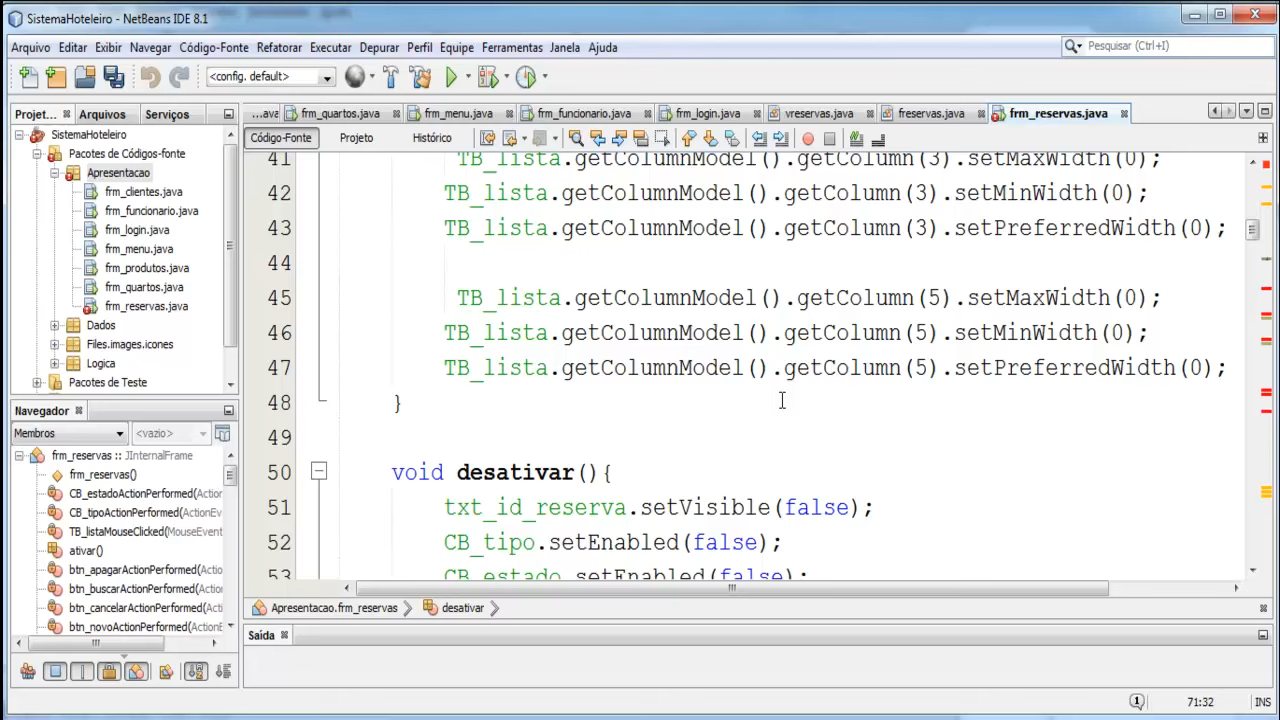 SistemaHoteleiro - NetBeans IDE 8.1
Arquivo Editar Exibir Navegar Código-Fonte Refatorar Executar Depurar Perfil Equipe Ferramentas Janela Ajuda
Pesquisar (Ctrl+I)
<config. default>
Projet... Arquivos Serviços
...ava frm_quartos.java frm_menu.java frm_funcionario.java frm_login.java vreservas.java freservas.java frm_reservas.java
Código-Fonte Projeto Histórico
SistemaHoteleiro
Pacotes de Códigos-fonte
Apresentacao
frm_clientes.java
frm_funcionario.java
frm_login.java
frm_menu.java
frm_produtos.java
frm_quartos.java
frm_reservas.java
Dados
Files.images.icones
Logica
Pacotes de Teste
Navegador
Membros <vazio>
frm_reservas :: JInternalFrame
frm_reservas()
CB_estadoActionPerformed(Action
CB_tipoActionPerformed(ActionEv
TB_listaMouseClicked(MouseEvent
ativar()
btn_apagarActionPerformed(Actio
btn_buscarActionPerformed(Actio
btn_cancelarActionPerformed(Acti
btn_novoActionPerformed(ActionE
41 TB_lista.getColumnModel().getColumn(3).setMaxWidth(0);
42 TB_lista.getColumnModel().getColumn(3).setMinWidth(0);
43 TB_lista.getColumnModel().getColumn(3).setPreferredWidth(0);
44
45 TB_lista.getColumnModel().getColumn(5).setMaxWidth(0);
46 TB_lista.getColumnModel().getColumn(5).setMinWidth(0);
47 TB_lista.getColumnModel().getColumn(5).setPreferredWidth(0);
48 }
49
50 void desativar(){
51 txt_id_reserva.setVisible(false);
52 CB_tipo.setEnabled(false);
53 CB_estado.setEnabled(false);
Apresentacao.frm_reservas desativar
Saída
71:32 INS